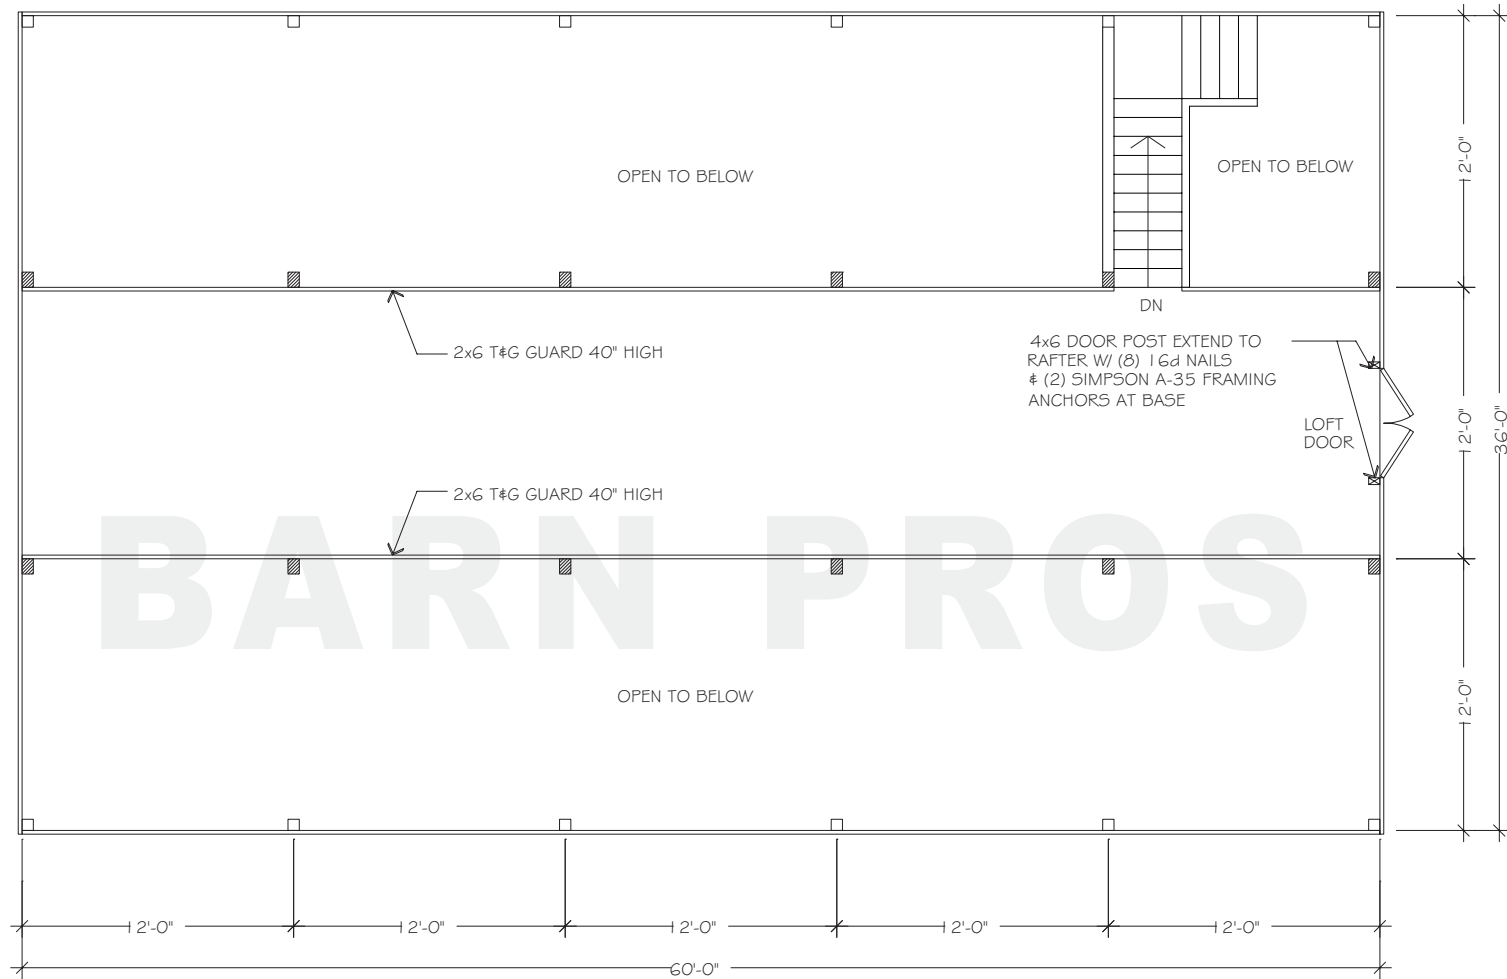 OPEN TO BELOW
OPEN TO BELOW
12'-0"
DN
2x6 T&G GUARD 40" HIGH
4x6 DOOR POST EXTEND TO
RAFTER W/ (8) 16d NAILS
& (2) SIMPSON A-35 FRAMING
ANCHORS AT BASE
LOFT
DOOR
12'-0"
36'-0"
2x6 T&G GUARD 40" HIGH
BARN PROS
OPEN TO BELOW
12'-0"
12'-0"
12'-0"
12'-0"
12'-0"
12'-0"
60'-0"